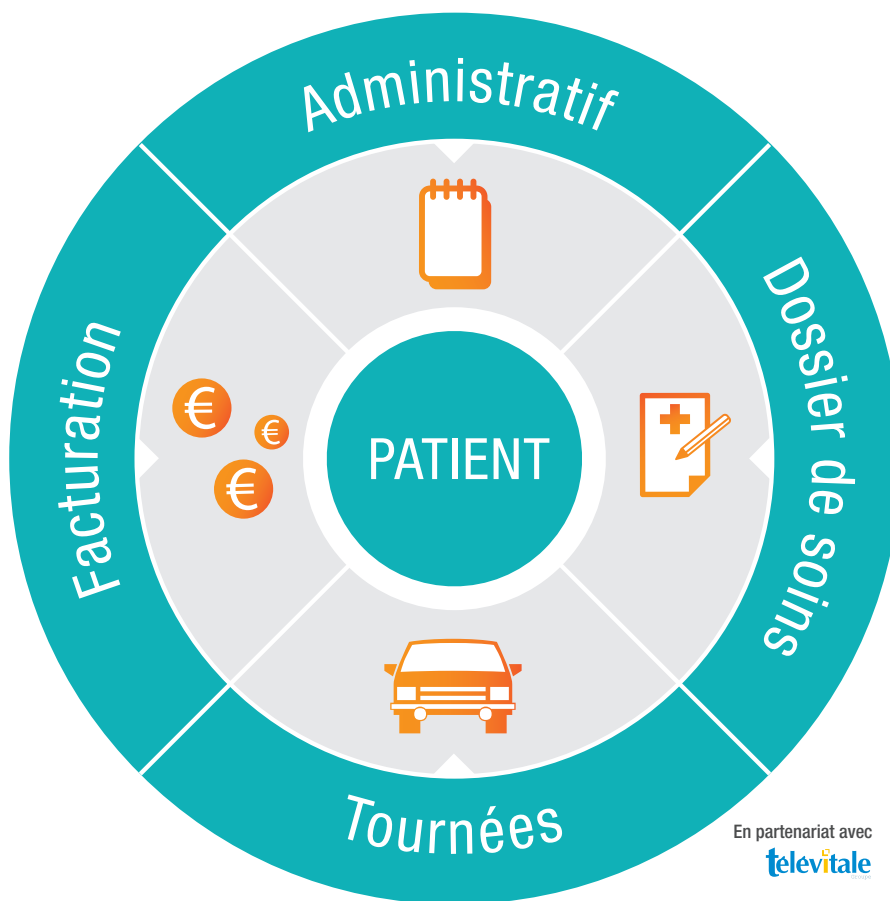 Administratif
Dossier de soins
Facturation
PATIENT
€
€
€
Tournées
En partenariat avec
télévitale